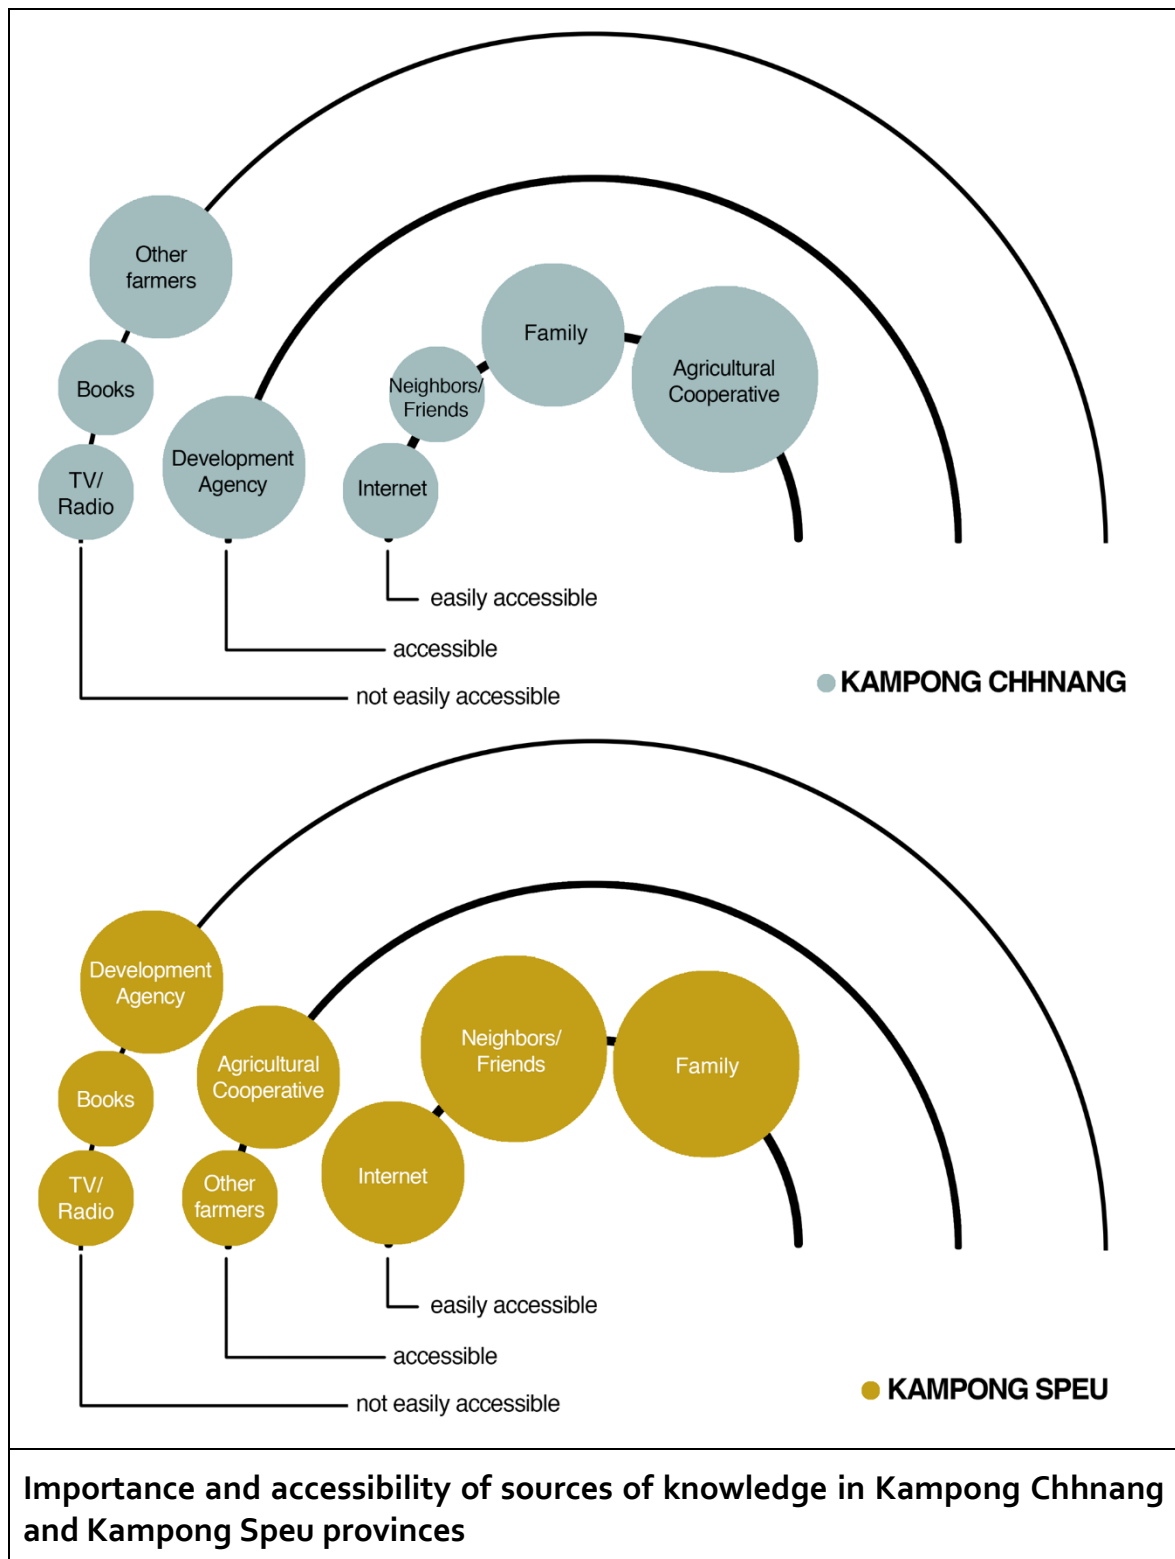 Other
farmers
Books
TV/
Radio
Development
Agency
Internet
Neighbors/
Friends
Family
Agricultural
Cooperative
easily accessible
accessible
not easily accessible
KAMPONG CHHNANG
Development
Agency
Books
TV/
Radio
Agricultural
Cooperative
Other
farmers
Internet
Neighbors/
Friends
Family
easily accessible
accessible
not easily accessible
KAMPONG SPEU
Importance and accessibility of sources of knowledge in Kampong Chhnang
and Kampong Speu provinces